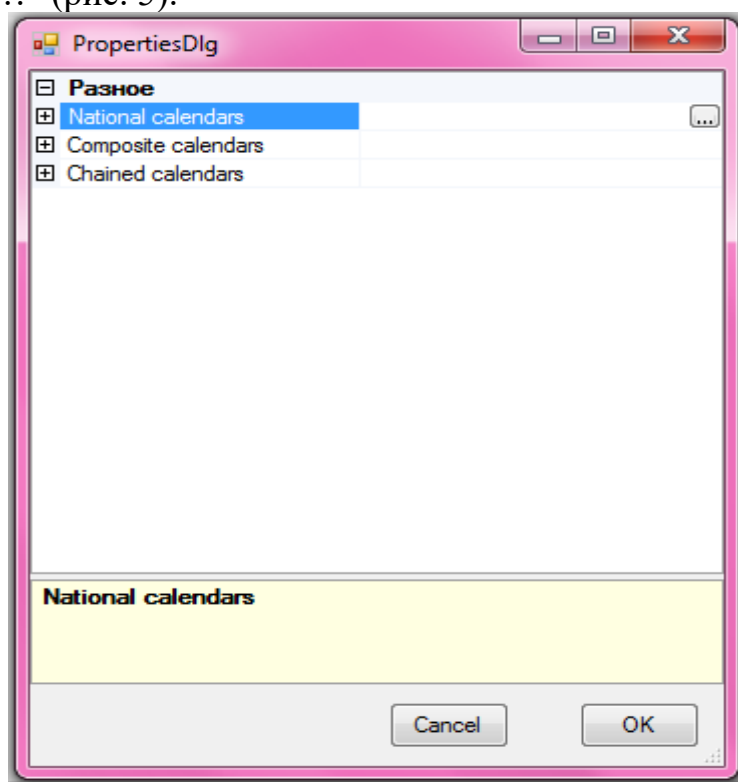 (рис. 5).
PropertiesDlg
Разное
National calendars
...
Composite calendars
Chained calendars
National calendars
Cancel
OK